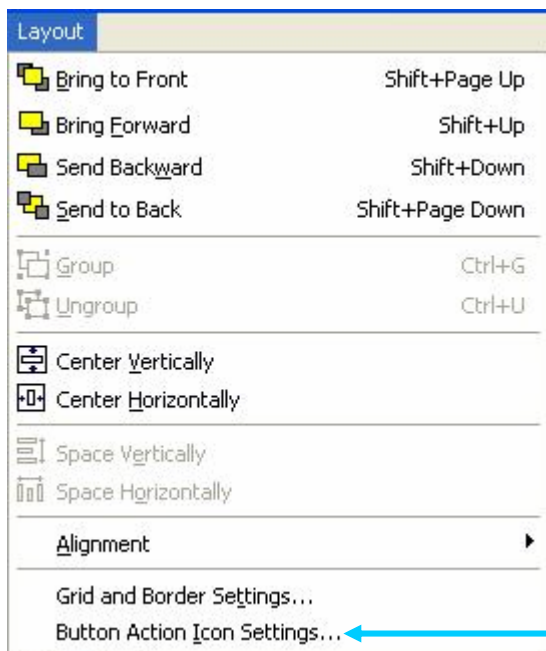 Layout
Bring to Front Shift+Page Up
Bring Forward Shift+Up
Send Backward Shift+Down
Send to Back Shift+Page Down
Group Ctrl+G
Ungroup Ctrl+U
Center Vertically
Center Horizontally
Space Vertically
Space Horizontally
Alignment
Grid and Border Settings...
Button Action Icon Settings...